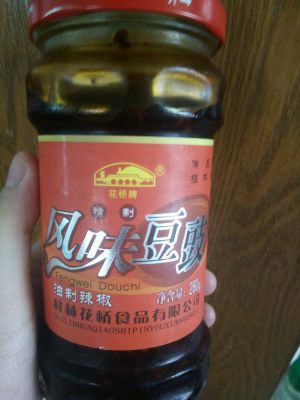 花桥牌
®
精制
风味豆豉
Fengwei Douchi
油制辣椒
净含量: 280g
桂林花桥食品有限公司